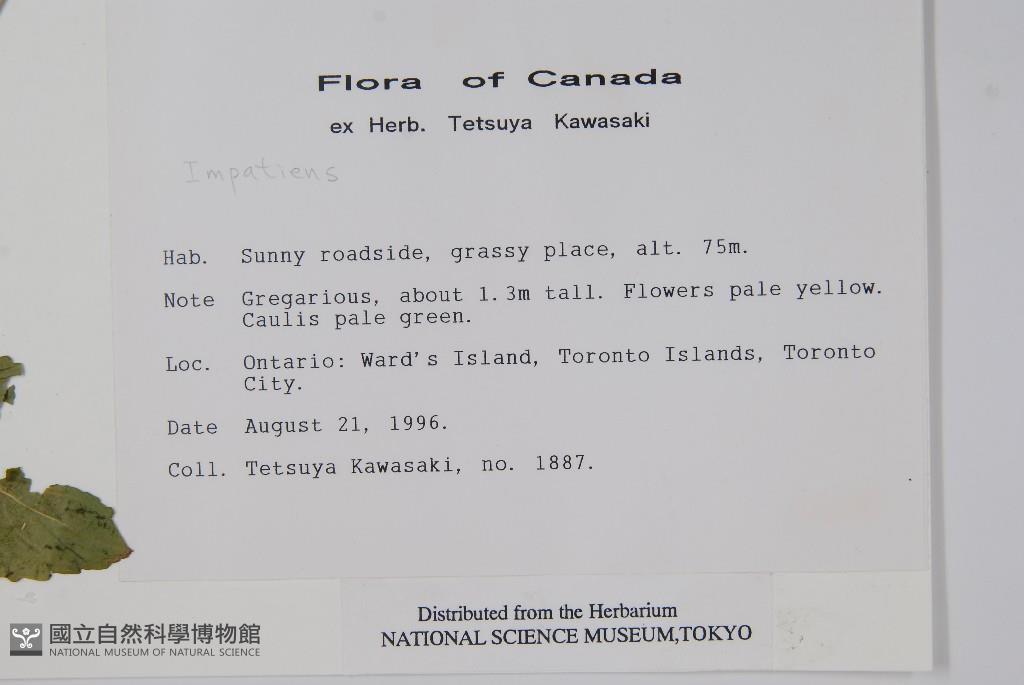 Flora of Canada
ex Herb. Tetsuya Kawasaki
Impatiens
Hab. Sunny roadside, grassy place, alt. 75m.
Note Gregarious, about 1.3m tall. Flowers pale yellow.
Caulis pale green.
Loc. Ontario: Ward's Island, Toronto Islands, Toronto
City.
Date August 21, 1996.
Coll. Tetsuya Kawasaki, no. 1887.
Distributed from the Herbarium
NATIONAL SCIENCE MUSEUM,TOKYO
國立自然科學博物館
NATIONAL MUSEUM OF NATURAL SCIENCE